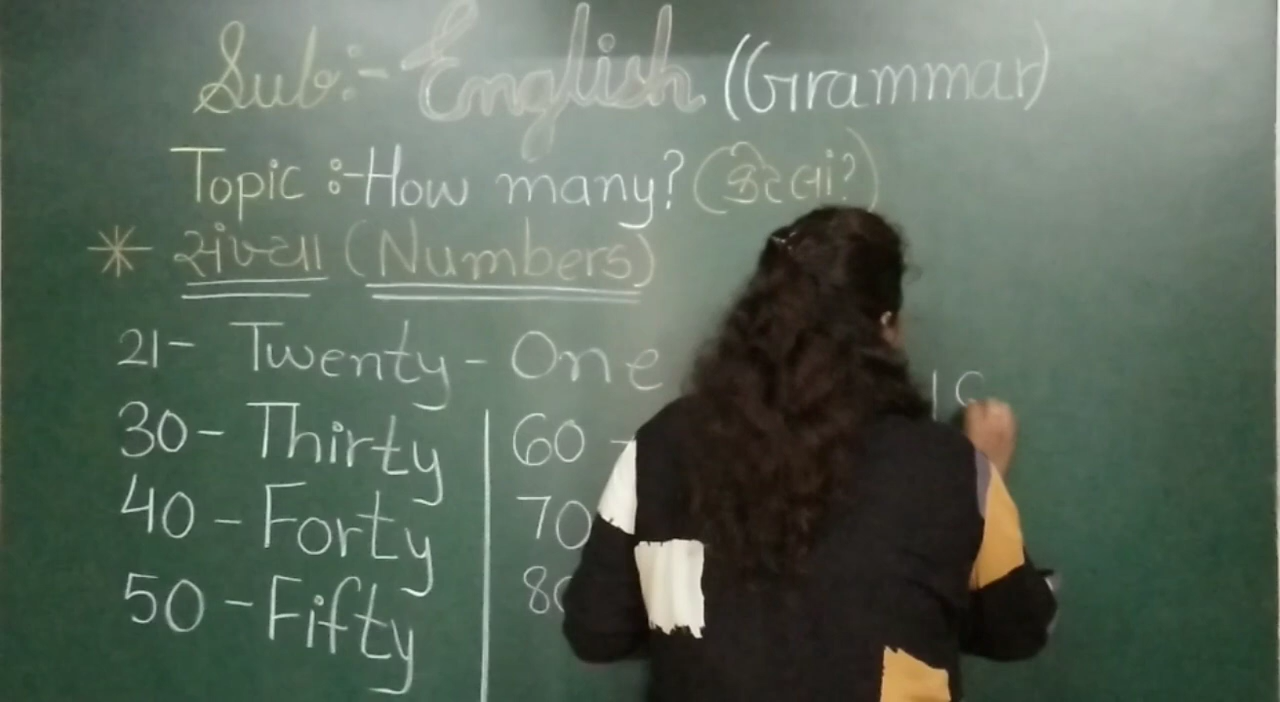 Sub:- English (Grammar)
Topic :- How many? (કેટલાં?)
* સંખ્યા (Numbers)
21 - Twenty - One
30 - Thirty
40 - Forty
50 - Fifty
60 -
70
80
1